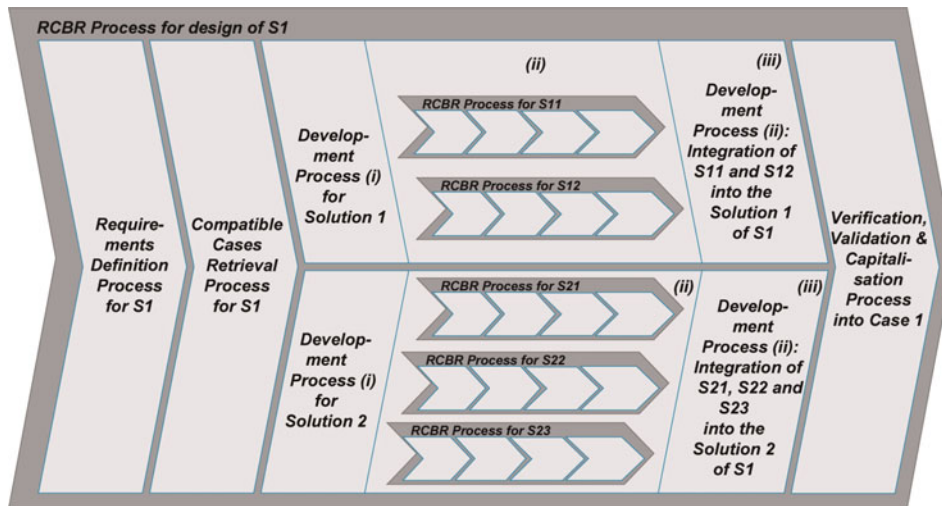 RCBR Process for design of S1
Require-
ments
Definition
Process
for S1
Compatible
Cases
Retrieval
Process
for S1
Develop-
ment
Process (i)
for
Solution 1
(ii)
RCBR Process for S11
RCBR Process for S12
(iii)
Develop-
ment
Process (ii):
Integration of
S11 and S12
into the
Solution 1
of S1
Develop-
ment
Process (i)
for
Solution 2
(ii)
RCBR Process for S21
RCBR Process for S22
RCBR Process for S23
(iii)
Develop-
ment
Process (ii):
Integration of
S21, S22 and
S23
into the
Solution 2
of S1
Verification,
Validation &
Capitali-
sation
Process
into Case 1